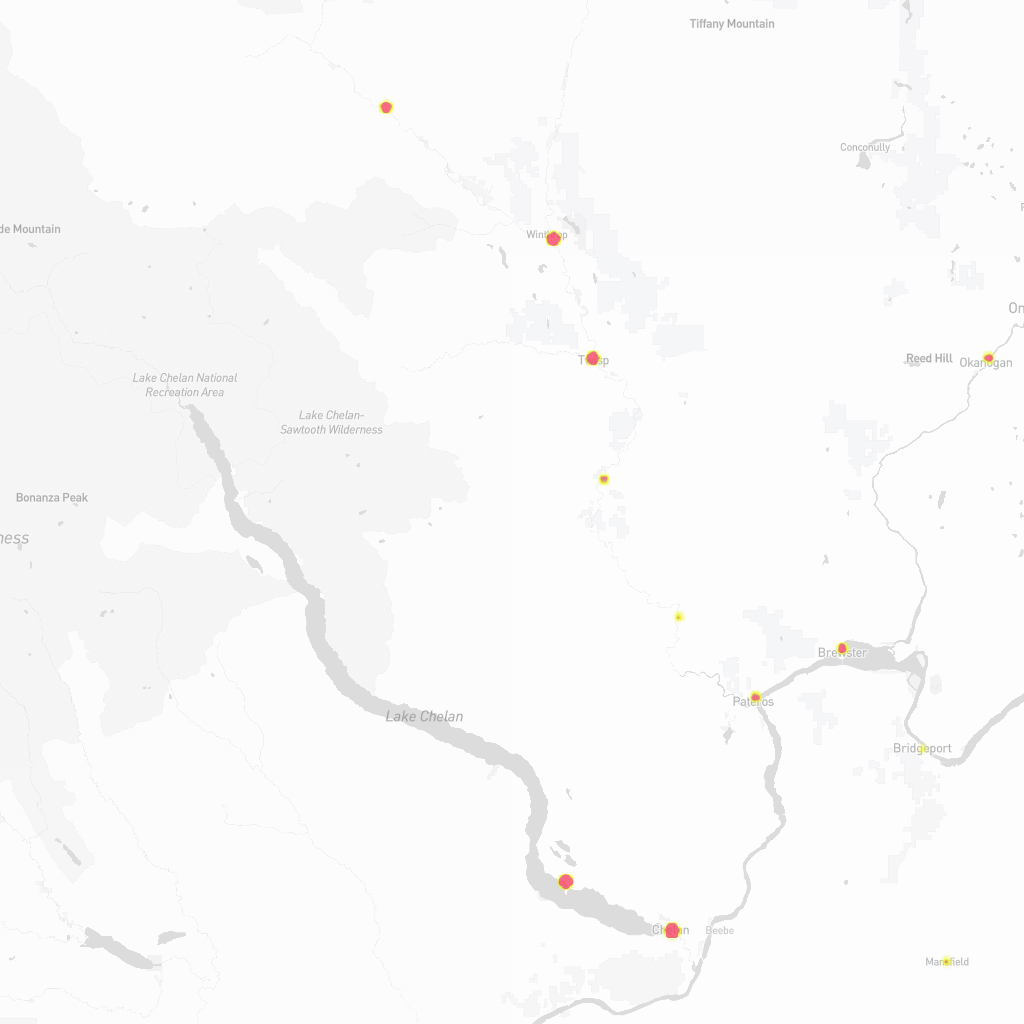 Tiffany Mountain
Conconully
de Mountain
Winthrop
On
Twisp
Reed Hill
Okanogan
Lake Chelan National
Recreation Area
Lake Chelan-
Sawtooth Wilderness
Bonanza Peak
ness
Brewster
Pateros
Lake Chelan
Bridgeport
Chelan
Beebe
Mansfield